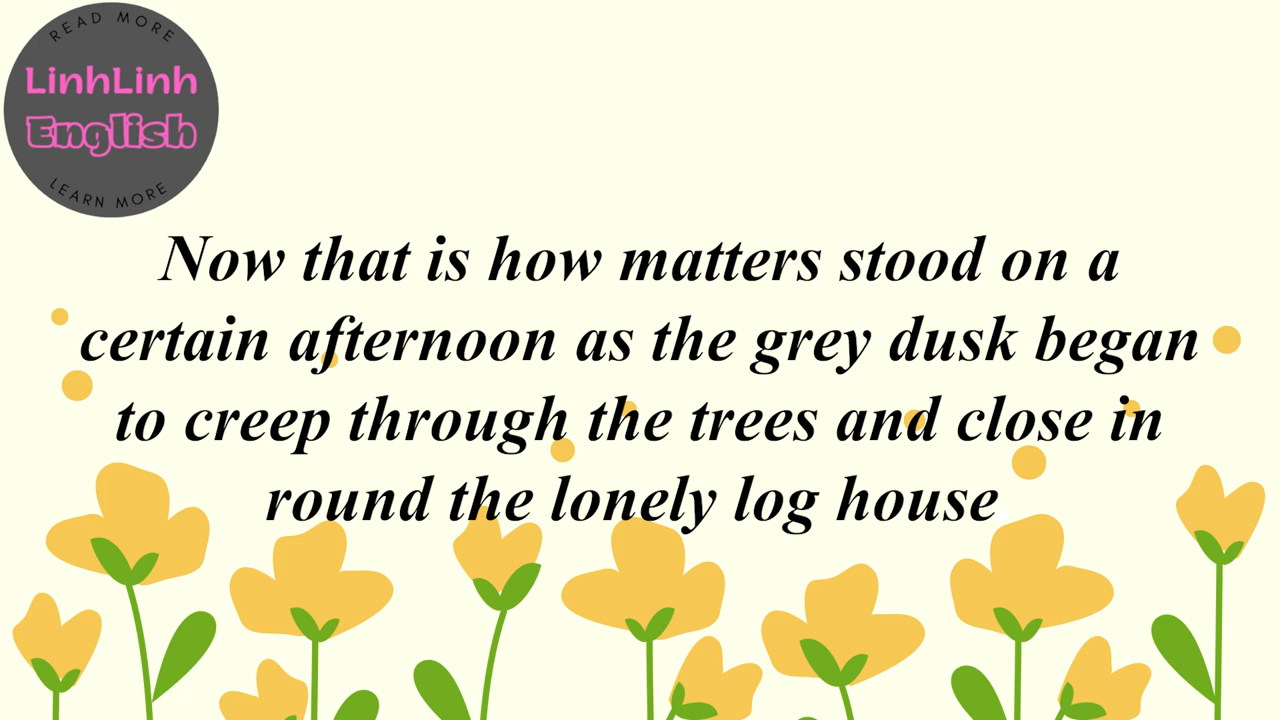 READ MORE
LinhLinh
English
LEARN MORE
Now that is how matters stood on a
certain afternoon as the grey dusk began
to creep through the trees and close in
round the lonely log house